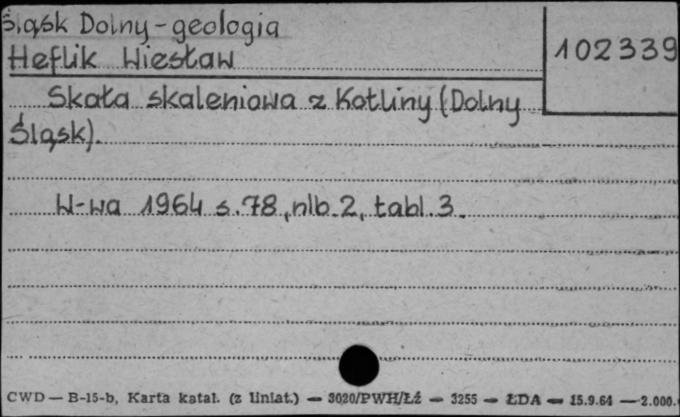 Śląsk Dolny - geologia
Heflik Wiesław
102339
Skała skaleniowa z Kotliny (Dolny
Śląsk).
W-wa 1964 s. 78, nlb. 2, tabl. 3.
CWD — B-15-b, Karta katal. (z liniat.) — 3020/PWH/Łź — 3255 — ŁDA — 15.9.64 — 2.000.